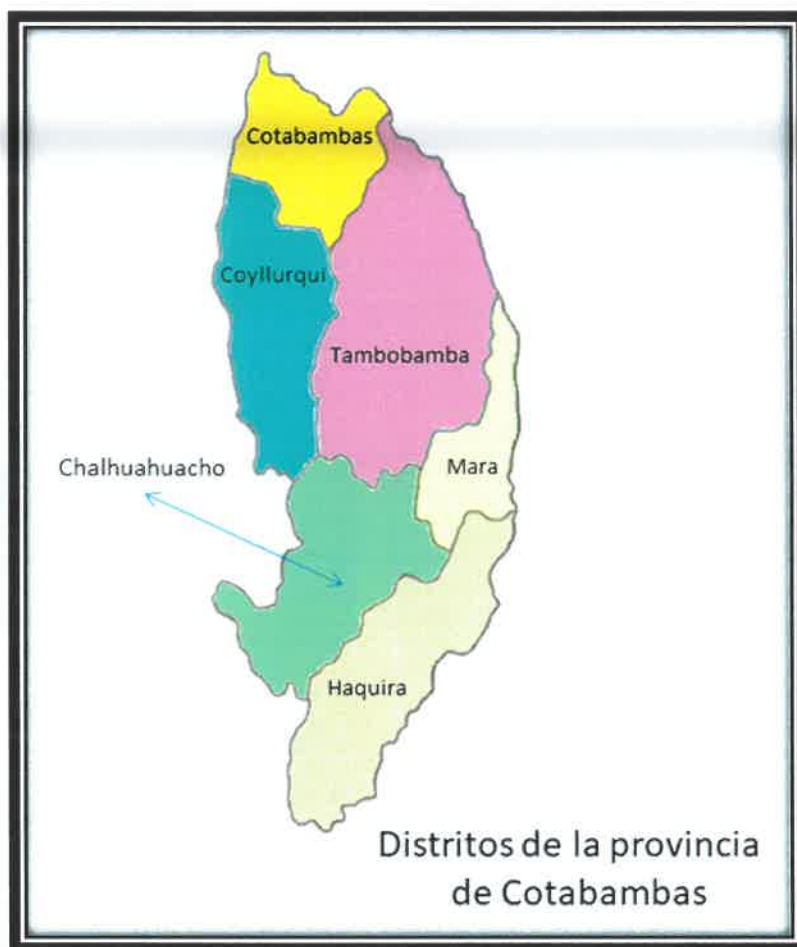 Cotabambas
Coyllurqui
Tambobamba
Chalhuahuacho
Mara
Haquira
Distritos de la provincia
de Cotabambas